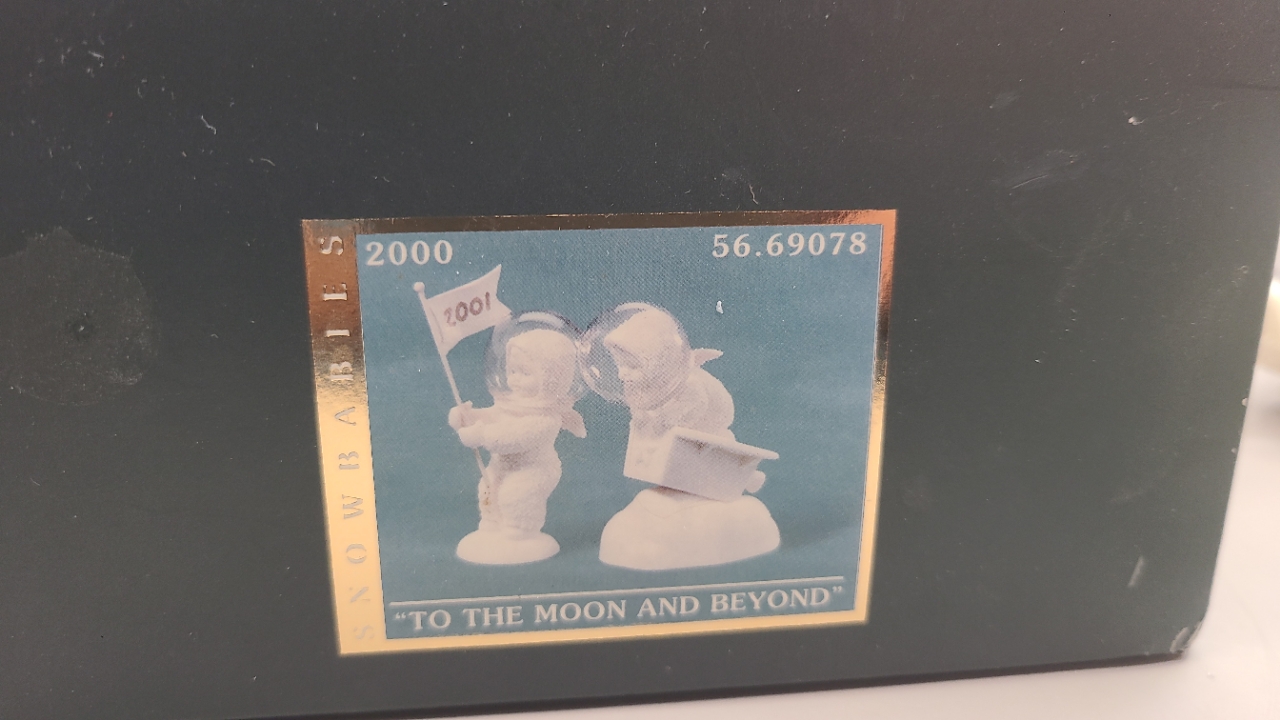 SNOWBABIES
2000
56.69078
2001
"TO THE MOON AND BEYOND"